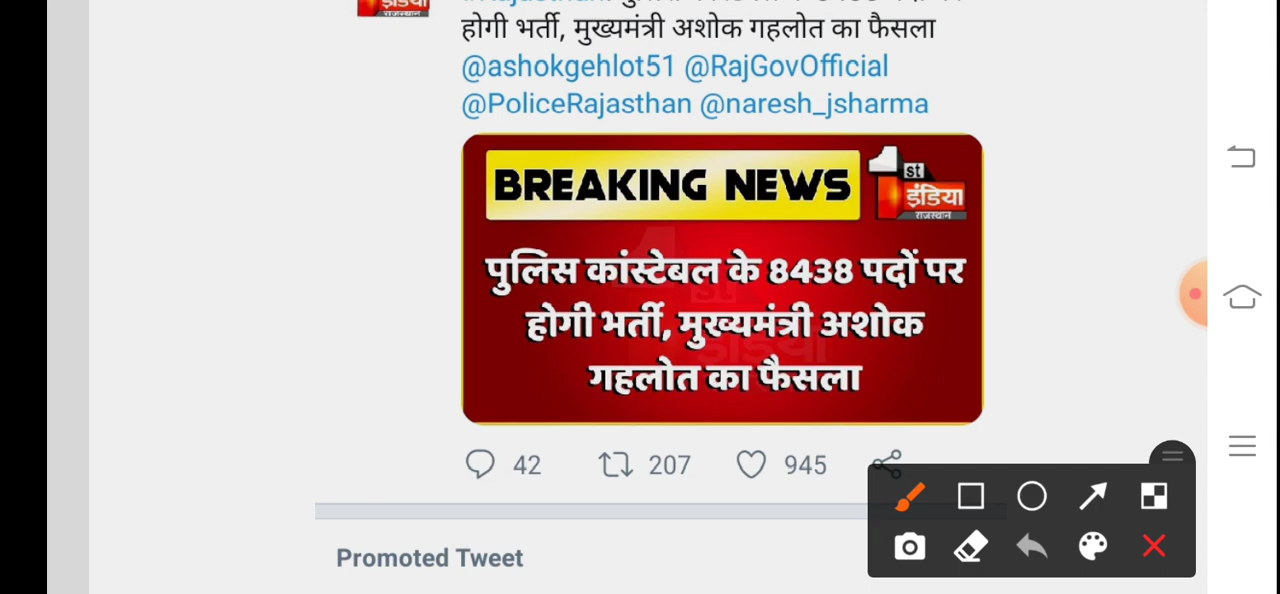 इंडिया
राजस्थान
होगी भर्ती, मुख्यमंत्री अशोक गहलोत का फैसला
@ashokgehlot51 @RajGovOfficial
@PoliceRajasthan @naresh_jsharma
BREAKING NEWS
1st
इंडिया
राजस्थान
पुलिस कांस्टेबल के 8438 पदों पर
होगी भर्ती, मुख्यमंत्री अशोक
गहलोत का फैसला
42 207 945
Promoted Tweet